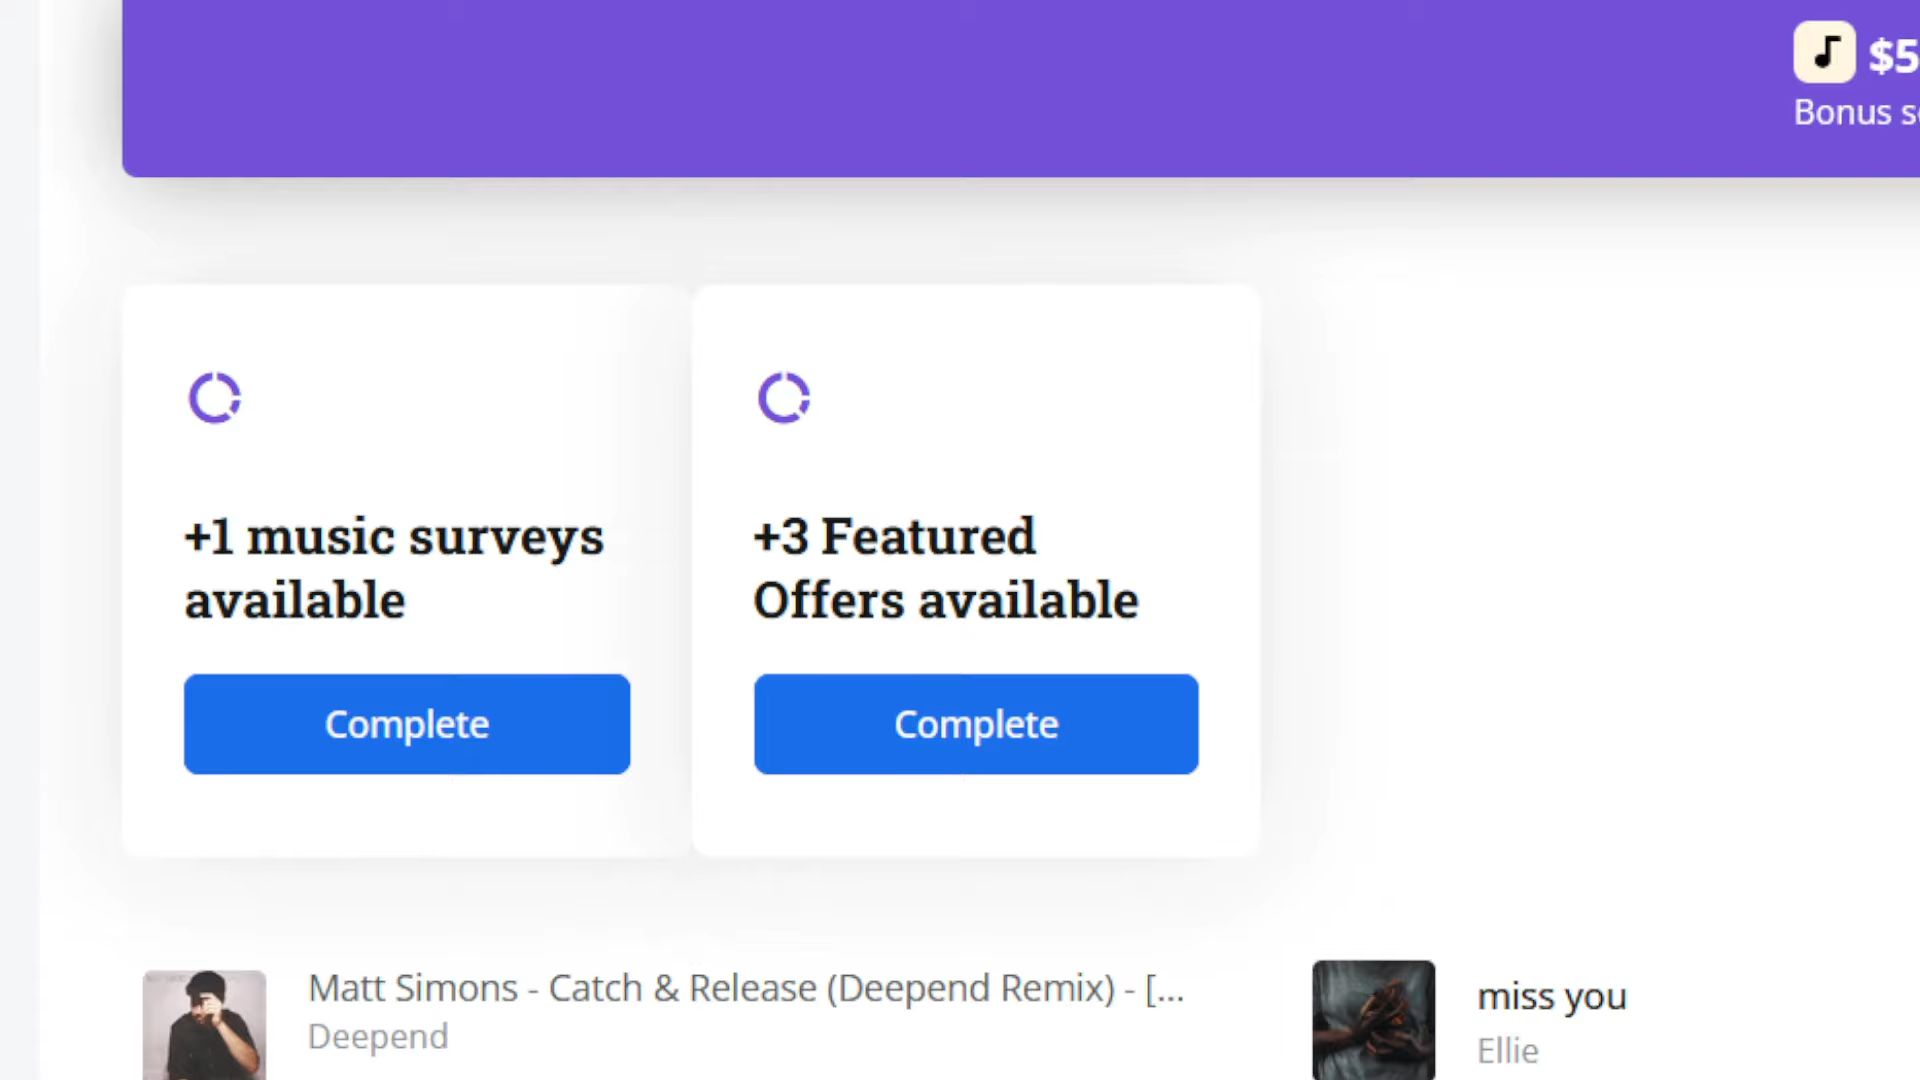 $5
Bonus
+1 music surveys
available
+3 Featured
Offers available
Complete
Complete
Matt Simons - Catch & Release (Deepend Remix) - [...
Deepend
miss you
Ellie